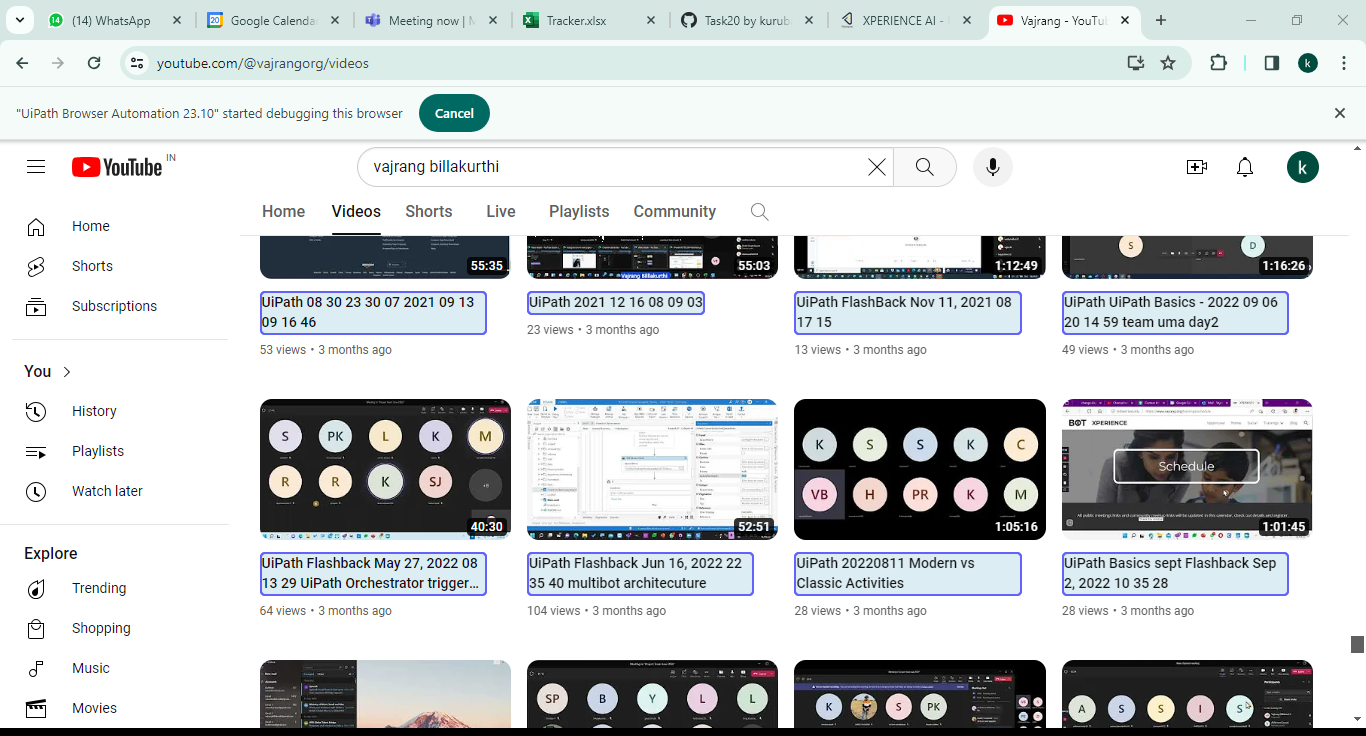 14
(14) WhatsApp
20
Google Calenda
Meeting now | M
Tracker.xlsx
Task20 by kurub
XPERIENCE AI -
Vajrang - YouTu
youtube.com/@vajrangorg/videos
k
"UiPath Browser Automation 23.10" started debugging this browser
Cancel
YouTube IN
vajrang billakurthi
k
Home Videos Shorts Live Playlists Community
Home
Shorts
Subscriptions
You
History
Playlists
Watch later
Explore
Trending
Shopping
Music
Movies
55:35
UiPath 08 30 23 30 07 2021 09 13
09 16 46
53 views • 3 months ago
Vajrang Billakurthi
55:03
UiPath 2021 12 16 08 09 03
23 views • 3 months ago
1:12:49
UiPath FlashBack Nov 11, 2021 08
17 15
13 views • 3 months ago
S D
1:16:26
UiPath UiPath Basics - 2022 09 06
20 14 59 team uma day2
49 views • 3 months ago
S PK L K M
R R K SJ
40:30
UiPath Flashback May 27, 2022 08
13 29 UiPath Orchestrator trigger...
64 views • 3 months ago
52:51
UiPath Flashback Jun 16, 2022 22
35 40 multibot architecuture
104 views • 3 months ago
K S S K C
VB H PR K M
1:05:16
UiPath 20220811 Modern vs
Classic Activities
28 views • 3 months ago
BOT XPERIENCE
Schedule
1:01:45
UiPath Basics sept Flashback Sep
2, 2022 10 35 28
28 views • 3 months ago
SP B Y L L
K S PK
A S S I S